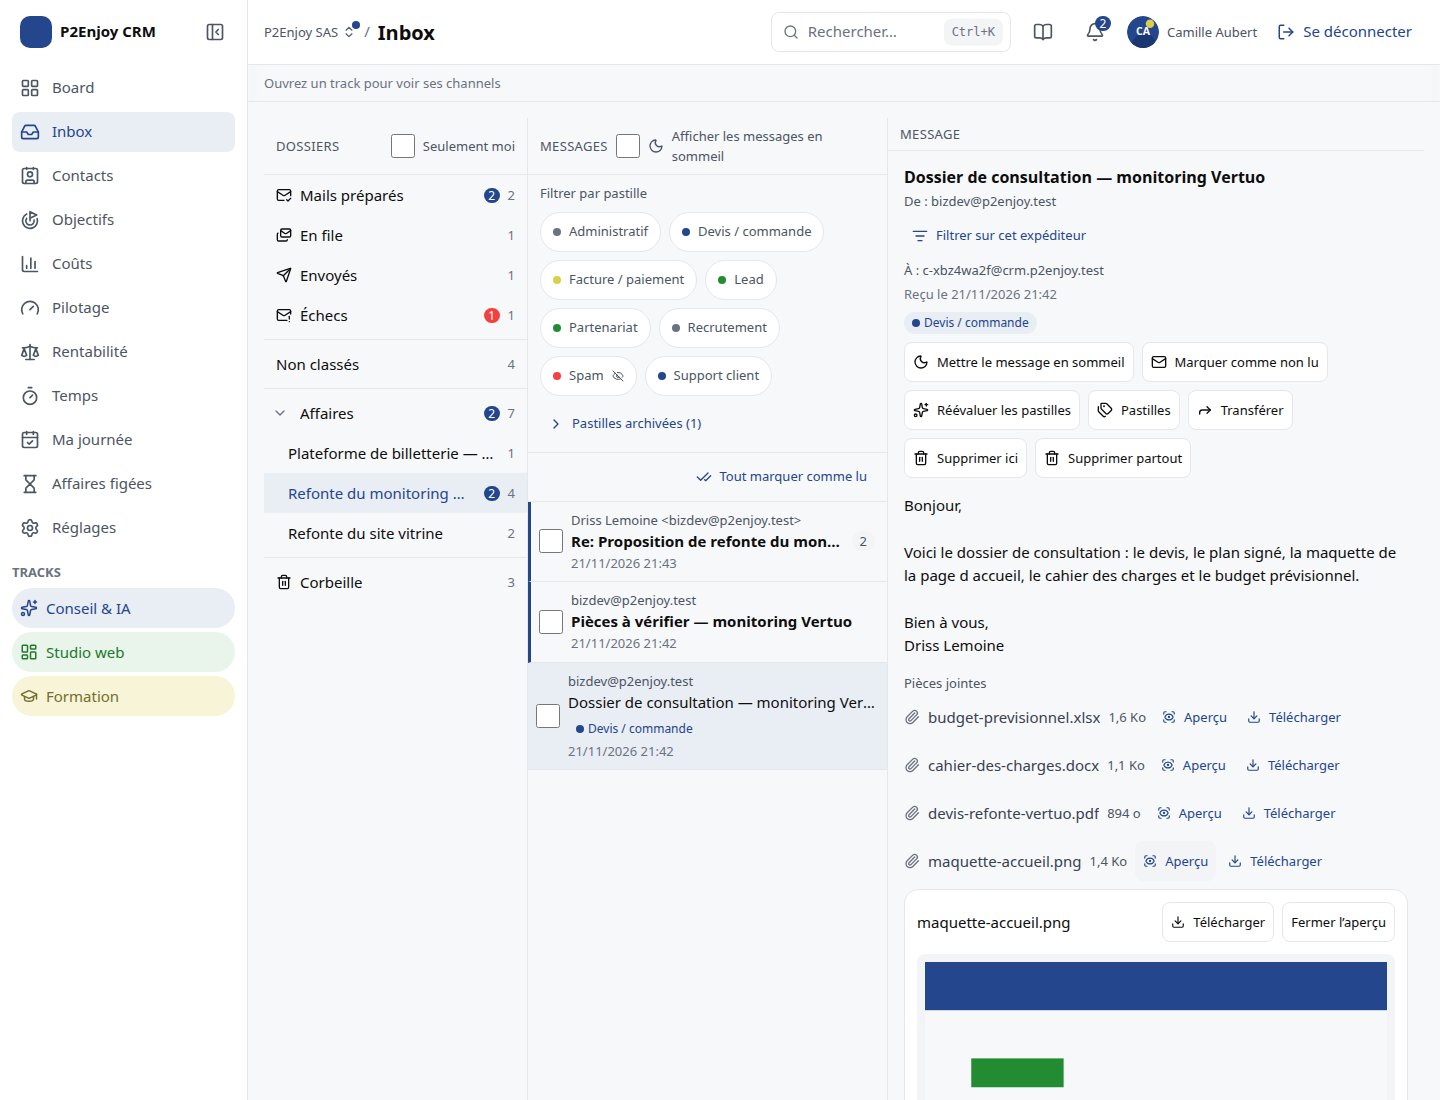 P2Enjoy CRM
Board
Inbox
Contacts
Objectifs
Coûts
Pilotage
Rentabilité
Temps
Ma journée
Affaires figées
Réglages
TRACKS
Conseil & IA
Studio web
Formation
P2Enjoy SAS / Inbox
Rechercher... Ctrl+K
2
CA Camille Aubert
Se déconnecter
Ouvrez un track pour voir ses channels
DOSSIERS Seulement moi
Mails préparés 2 2
En file 1
Envoyés 1
Échecs 1 1
Non classés 4
Affaires 2 7
Plateforme de billetterie — ... 1
Refonte du monitoring ... 2 4
Refonte du site vitrine 2
Corbeille 3
MESSAGES Afficher les messages en
sommeil
Filtrer par pastille
Administratif Devis / commande
Facture / paiement Lead
Partenariat Recrutement
Spam Support client
Pastilles archivées (1)
Tout marquer comme lu
Driss Lemoine <bizdev@p2enjoy.test>
Re: Proposition de refonte du mon... 2
21/11/2026 21:43
bizdev@p2enjoy.test
Pièces à vérifier — monitoring Vertuo
21/11/2026 21:42
bizdev@p2enjoy.test
Dossier de consultation — monitoring Ver...
Devis / commande
21/11/2026 21:42
MESSAGE
Dossier de consultation — monitoring Vertuo
De : bizdev@p2enjoy.test
Filtrer sur cet expéditeur
À : c-xbz4wa2f@crm.p2enjoy.test
Reçu le 21/11/2026 21:42
Devis / commande
Mettre le message en sommeil Marquer comme non lu
Réévaluer les pastilles Pastilles Transférer
Supprimer ici Supprimer partout
Bonjour,
Voici le dossier de consultation : le devis, le plan signé, la maquette de
la page d accueil, le cahier des charges et le budget prévisionnel.
Bien à vous,
Driss Lemoine
Pièces jointes
budget-previsionnel.xlsx 1,6 Ko Aperçu Télécharger
cahier-des-charges.docx 1,1 Ko Aperçu Télécharger
devis-refonte-vertuo.pdf 894 o Aperçu Télécharger
maquette-accueil.png 1,4 Ko Aperçu Télécharger
maquette-accueil.png Télécharger Fermer l’aperçu